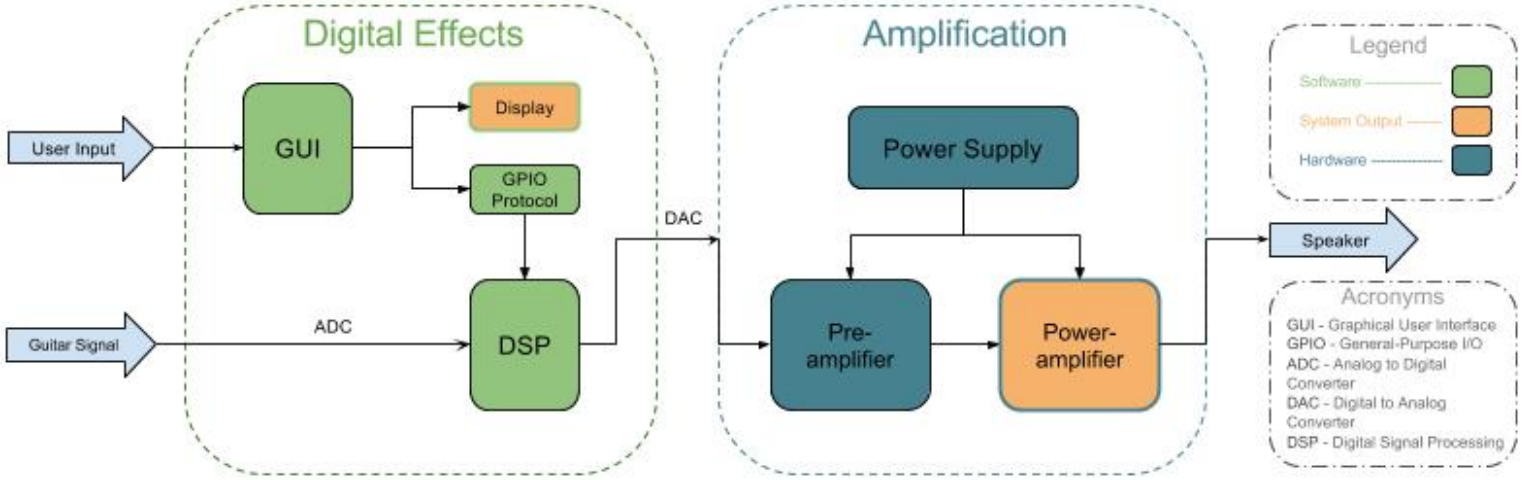 Digital Effects
Amplification
Legend
Software
System Output
Hardware
User Input
GUI
Display
GPIO
Protocol
Guitar Signal
ADC
DSP
DAC
Power Supply
Pre-
amplifier
Power-
amplifier
Speaker
Acronyms
GUI - Graphical User Interface
GPIO - General-Purpose I/O
ADC - Analog to Digital
Converter
DAC - Digital to Analog
Converter
DSP - Digital Signal Processing